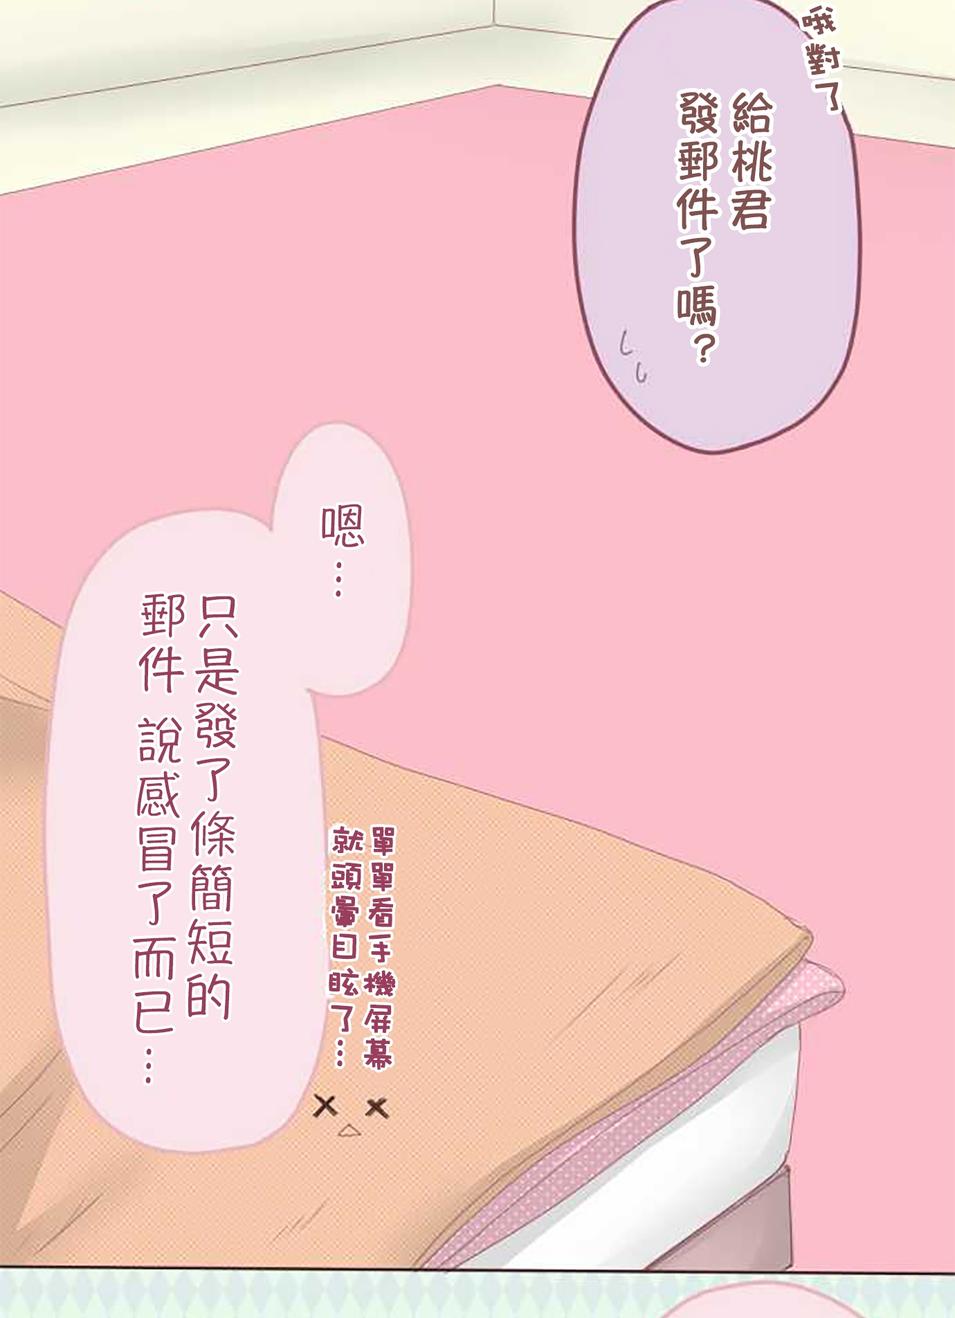 哦對了
給桃君
發郵件了嗎？
嗯…
只是發了條簡短的
郵件 說感冒了而已…
單單看手機屏幕
就頭暈目眩了…